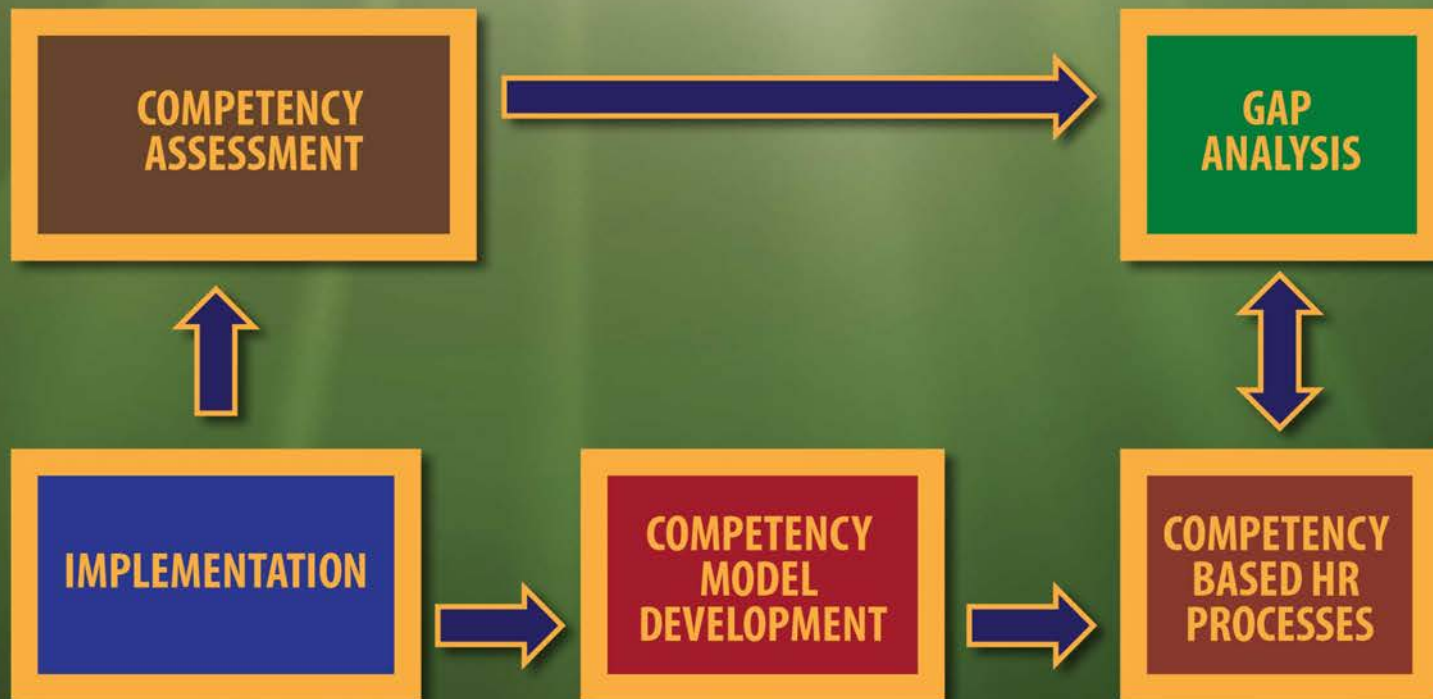 COMPETENCY
ASSESSMENT
GAP
ANALYSIS
IMPLEMENTATION
COMPETENCY
MODEL
DEVELOPMENT
COMPETENCY
BASED HR
PROCESSES